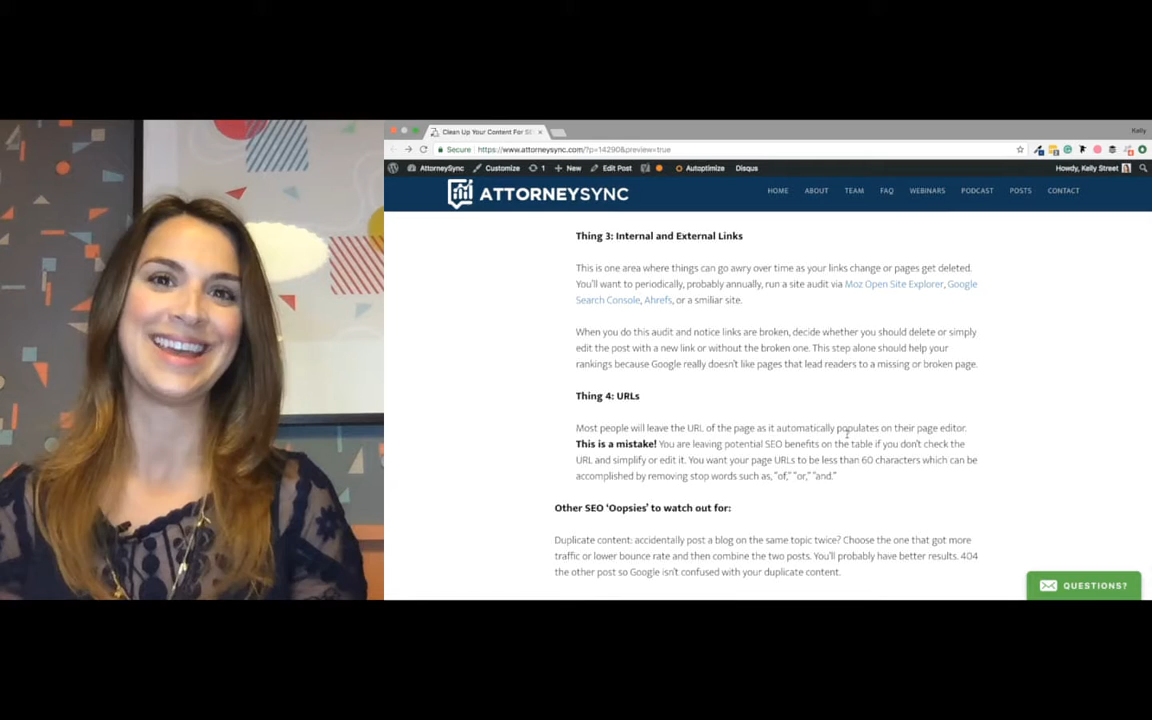 Clean Up Your Content For SE
Kelly
Secure https://www.attorneysync.com/?p=14290&preview=true
AttorneySync Customize 1 New Edit Post Autoptimize Disqus Howdy, Kelly Street
ATTORNEYSYNC HOME ABOUT TEAM FAQ WEBINARS PODCAST POSTS CONTACT
Thing 3: Internal and External Links
This is one area where things can go awry over time as your links change or pages get deleted.
You'll want to periodically, probably annually, run a site audit via Moz Open Site Explorer, Google
Search Console, Ahrefs, or a smiliar site.
When you do this audit and notice links are broken, decide whether you should delete or simply
edit the post with a new link or without the broken one. This step alone should help your
rankings because Google really doesn't like pages that lead readers to a missing or broken page.
Thing 4: URLs
Most people will leave the URL of the page as it automatically populates on their page editor.
This is a mistake! You are leaving potential SEO benefits on the table if you don't check the
URL and simplify or edit it. You want your page URLs to be less than 60 characters which can be
accomplished by removing stop words such as, "of," "or," "and."
Other SEO 'Oopsies' to watch out for:
Duplicate content: accidentally post a blog on the same topic twice? Choose the one that got more
traffic or lower bounce rate and then combine the two posts. You'll probably have better results. 404
the other post so Google isn't confused with your duplicate content.
QUESTIONS?